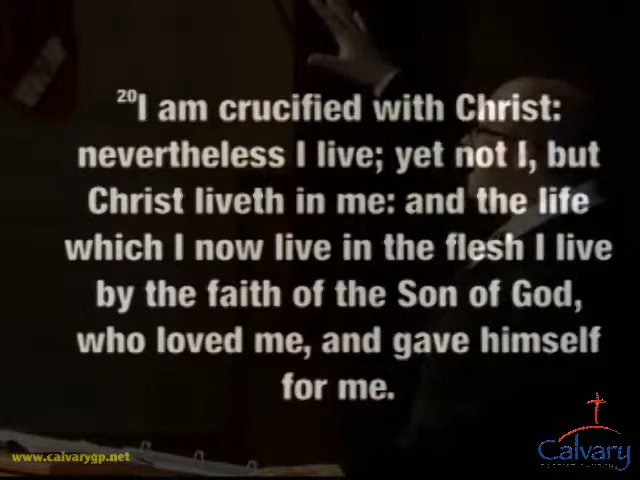 20I am crucified with Christ:
nevertheless I live; yet not I, but
Christ liveth in me: and the life
which I now live in the flesh I live
by the faith of the Son of God,
who loved me, and gave himself
for me.
www.calvarygp.net
Calvary
BAPTIST CHURCH